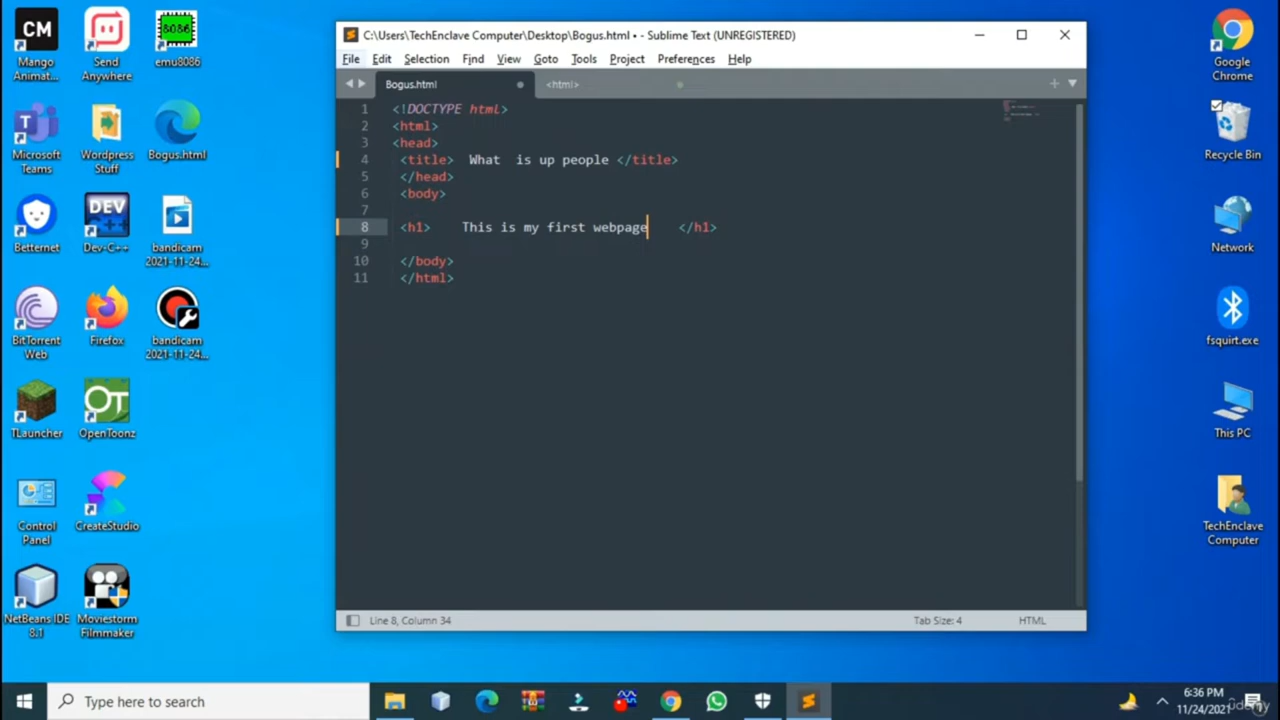 CM
Mango
Animat...
Send
Anywhere
8086
emu8086
Microsoft
Teams
Wordpress
Stuff
Bogus.html
Betternet
DEV
Dev-C++
bandicam
2021-11-24...
BitTorrent
Web
Firefox
bandicam
2021-11-24...
TLauncher
OT
OpenToonz
Control
Panel
CreateStudio
NetBeans IDE
8.1
Moviestorm
Filmmaker
C:\Users\TechEnclave Computer\Desktop\Bogus.html • - Sublime Text (UNREGISTERED)
File Edit Selection Find View Goto Tools Project Preferences Help
Bogus.html <html>
1 <!DOCTYPE html>
2 <html>
3 <head>
4 <title> What is up people </title>
5 </head>
6 <body>
7
8 <h1> This is my first webpage </h1>
9
10 </body>
11 </html>
Line 8, Column 34 Tab Size: 4 HTML
Google
Chrome
Recycle Bin
Network
fsquirt.exe
This PC
TechEnclave
Computer
Type here to search
6:36 PM
11/24/2021
udemy